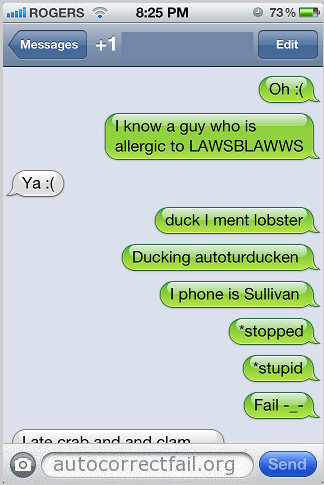 ROGERS 8:25 PM 73%
Messages +1 Edit
Oh :(
I know a guy who is
allergic to LAWSBLAWWS
Ya :(
duck I ment lobster
Ducking autoturducken
I phone is Sullivan
*stopped
*stupid
Fail -_-
I ate crab and and clam
autocorrectfail.org Send